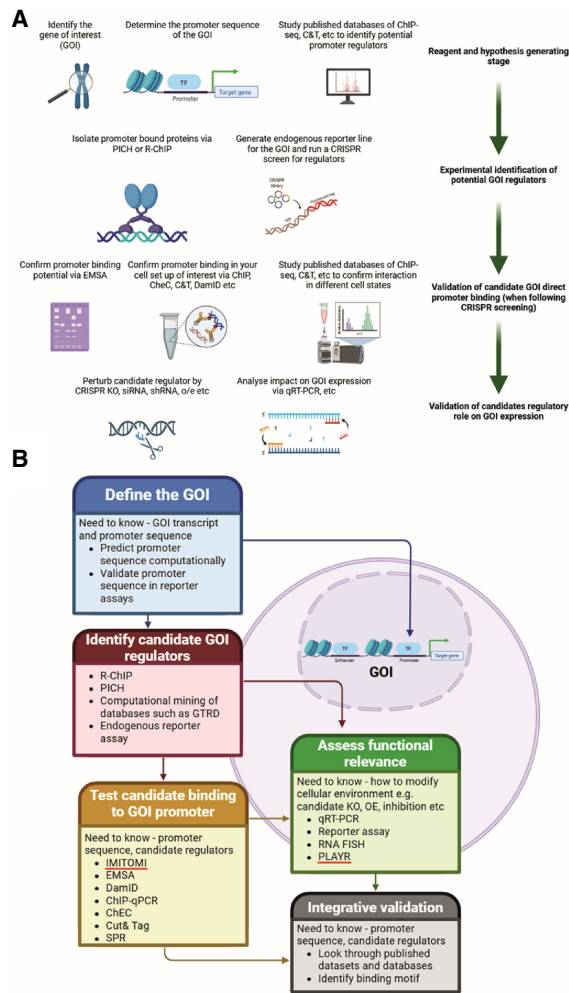 A
Identify the
gene of interest
(GOI)
Determine the promoter sequence
of the GOI
Study published databases of ChIP-
seq, C&T, etc to identify potential
promoter regulators
Reagent and hypothesis generating
stage
TF
Promoter
Target gene
Isolate promoter bound proteins via
PICH or R-ChIP
Generate endogenous reporter line
for the GOI and run a CRISPR
screen for regulators
Experimental identification of
potential GOI regulators
CRISPR
library
GOI
Fluorescent tag
Confirm promoter binding
potential via EMSA
Confirm promoter binding in your
cell set up of interest via ChIP,
CheC, C&T, DamID etc
Study published databases of ChIP-
seq, C&T, etc to confirm interaction
in different cell states
Validation of candidate GOI direct
promoter binding (when following
CRISPR screening)
Perturb candidate regulator by
CRISPR KO, siRNA, shRNA, o/e etc
Analyse impact on GOI expression
via qRT-PCR, etc
Validation of candidates regulatory
role on GOI expression
5'
3'
3'
5'
B
Define the GOI
Need to know - GOI transcript
and promoter sequence
• Predict promoter
sequence computationally
• Validate promoter
sequence in reporter
assays
Identify candidate GOI
regulators
• R-ChIP
• PICH
• Computational mining of
databases such as GTRD
• Endogenous reporter
assay
TF
Enhancer
TF
Promoter
Target gene
GOI
Test candidate binding
to GOI promoter
Need to know - promoter
sequence, candidate regulators
• IMITOMI
• EMSA
• DamID
• ChIP-qPCR
• ChEC
• Cut& Tag
• SPR
Assess functional
relevance
Need to know - how to modify
cellular environment e.g.
candidate KO, OE, inhibition etc
• qRT-PCR
• Reporter assay
• RNA FISH
• PLAYR
Integrative validation
Need to know - promoter
sequence, candidate regulators
• Look through published
datasets and databases
• Identify binding motif